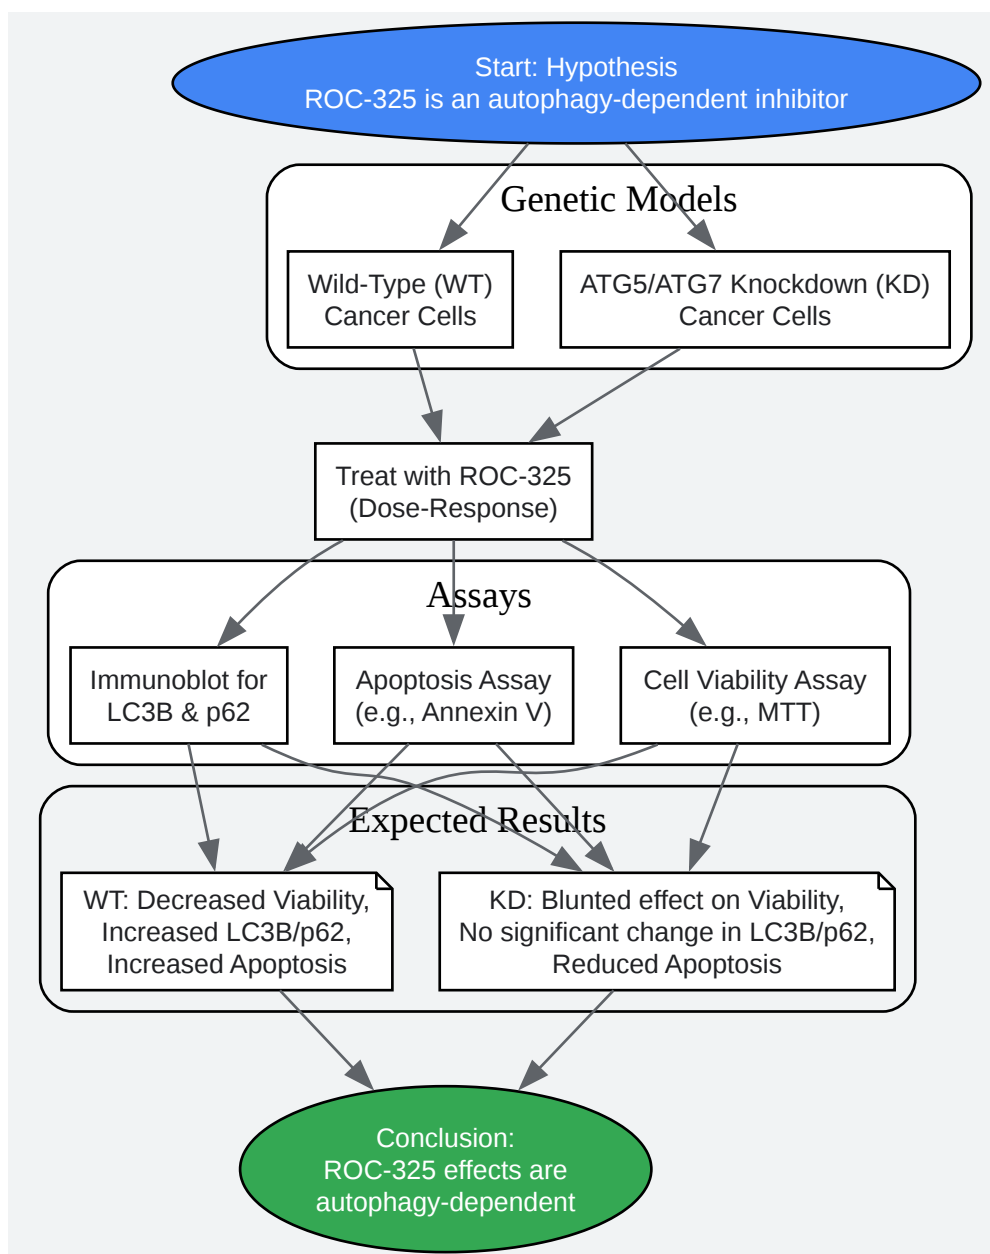 Start: Hypothesis
ROC-325 is an autophagy-dependent inhibitor
Genetic Models
Wild-Type (WT)
Cancer Cells
ATG5/ATG7 Knockdown (KD)
Cancer Cells
Treat with ROC-325
(Dose-Response)
Assays
Immunoblot for
LC3B & p62
Apoptosis Assay
(e.g., Annexin V)
Cell Viability Assay
(e.g., MTT)
Expected Results
WT: Decreased Viability,
Increased LC3B/p62,
Increased Apoptosis
KD: Blunted effect on Viability,
No significant change in LC3B/p62,
Reduced Apoptosis
Conclusion:
ROC-325 effects are
autophagy-dependent